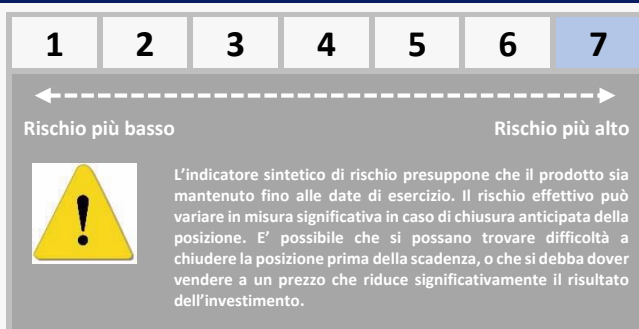 1 2 3 4 5 6 7
Rischio più basso Rischio più alto
L’indicatore sintetico di rischio presuppone che il prodotto sia
mantenuto fino alle date di esercizio. Il rischio effettivo può
variare in misura significativa in caso di chiusura anticipata della
posizione. E’ possibile che si possano trovare difficoltà a
chiudere la posizione prima della scadenza, o che si debba dover
vendere a un prezzo che riduce significativamente il risultato
dell’investimento.